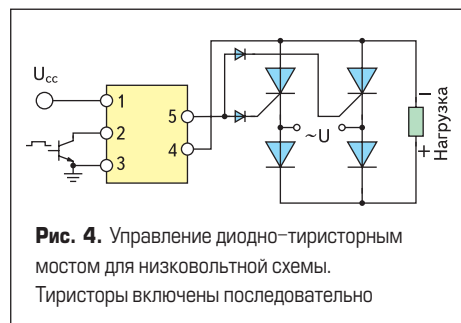 Ucc
1
2
3
5
4
~U
−
+
Нагрузка
Рис. 4. Управление диодно–тиристорным
мостом для низковольтной схемы.
Тиристоры включены последовательно